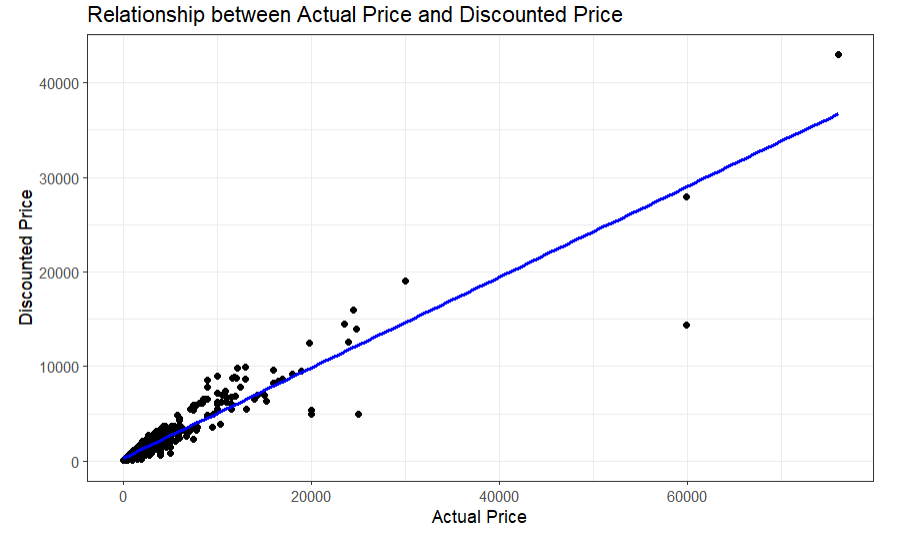 Relationship between Actual Price and Discounted Price
Discounted Price
40000
30000
20000
10000
0
0 20000 40000 60000
Actual Price